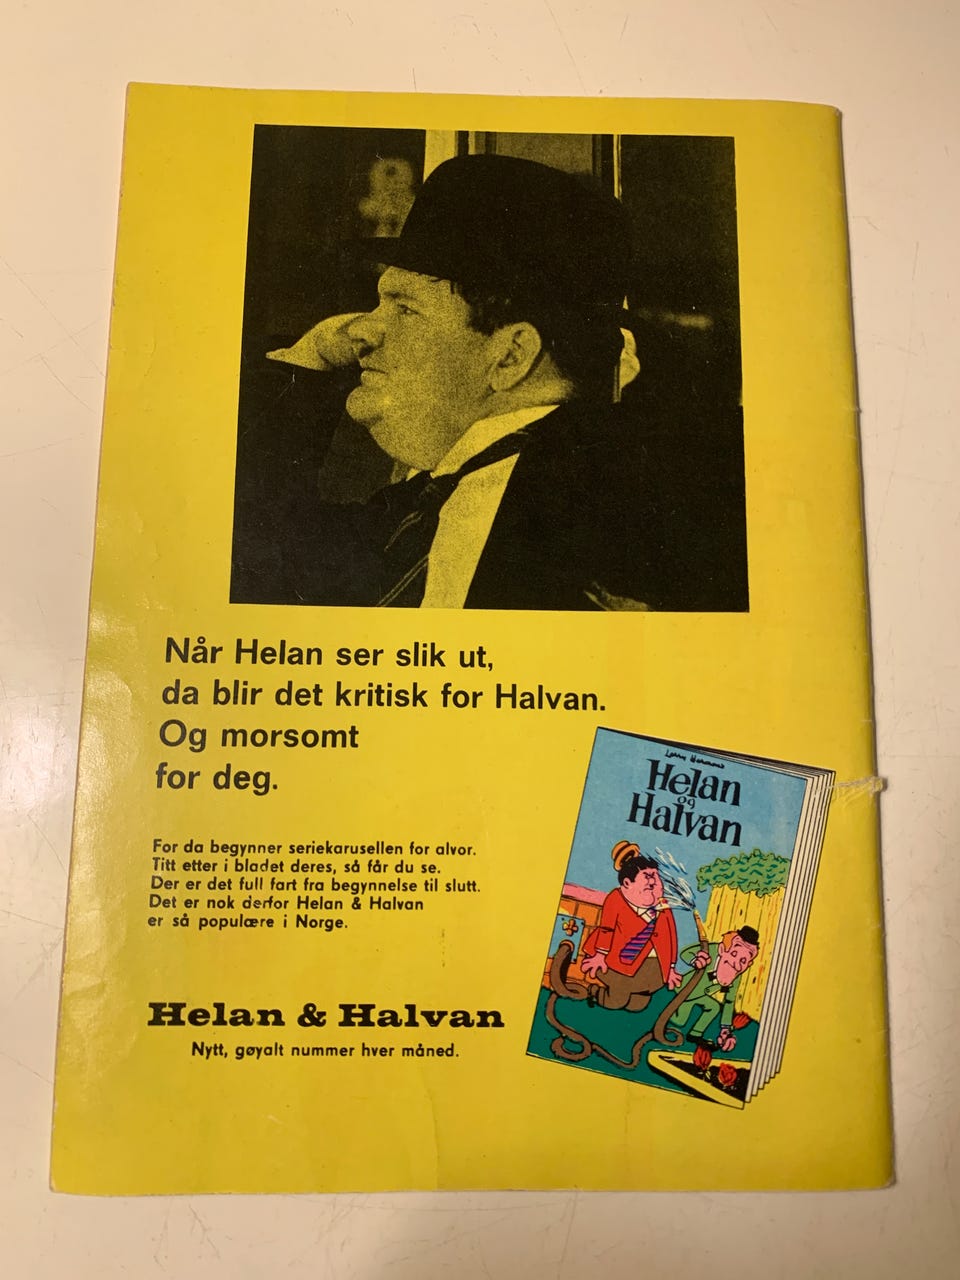 Når Helan ser slik ut,
da blir det kritisk for Halvan.
Og morsomt
for deg.
For da begynner seriekarusellen for alvor.
Titt etter i bladet deres, så får du se.
Der er det full fart fra begynnelse til slutt.
Det er nok derfor Helan & Halvan
er så populære i Norge.
Helan & Halvan
Nytt, gøyalt nummer hver måned.
Larry Harmon's
Helan
og
Halvan